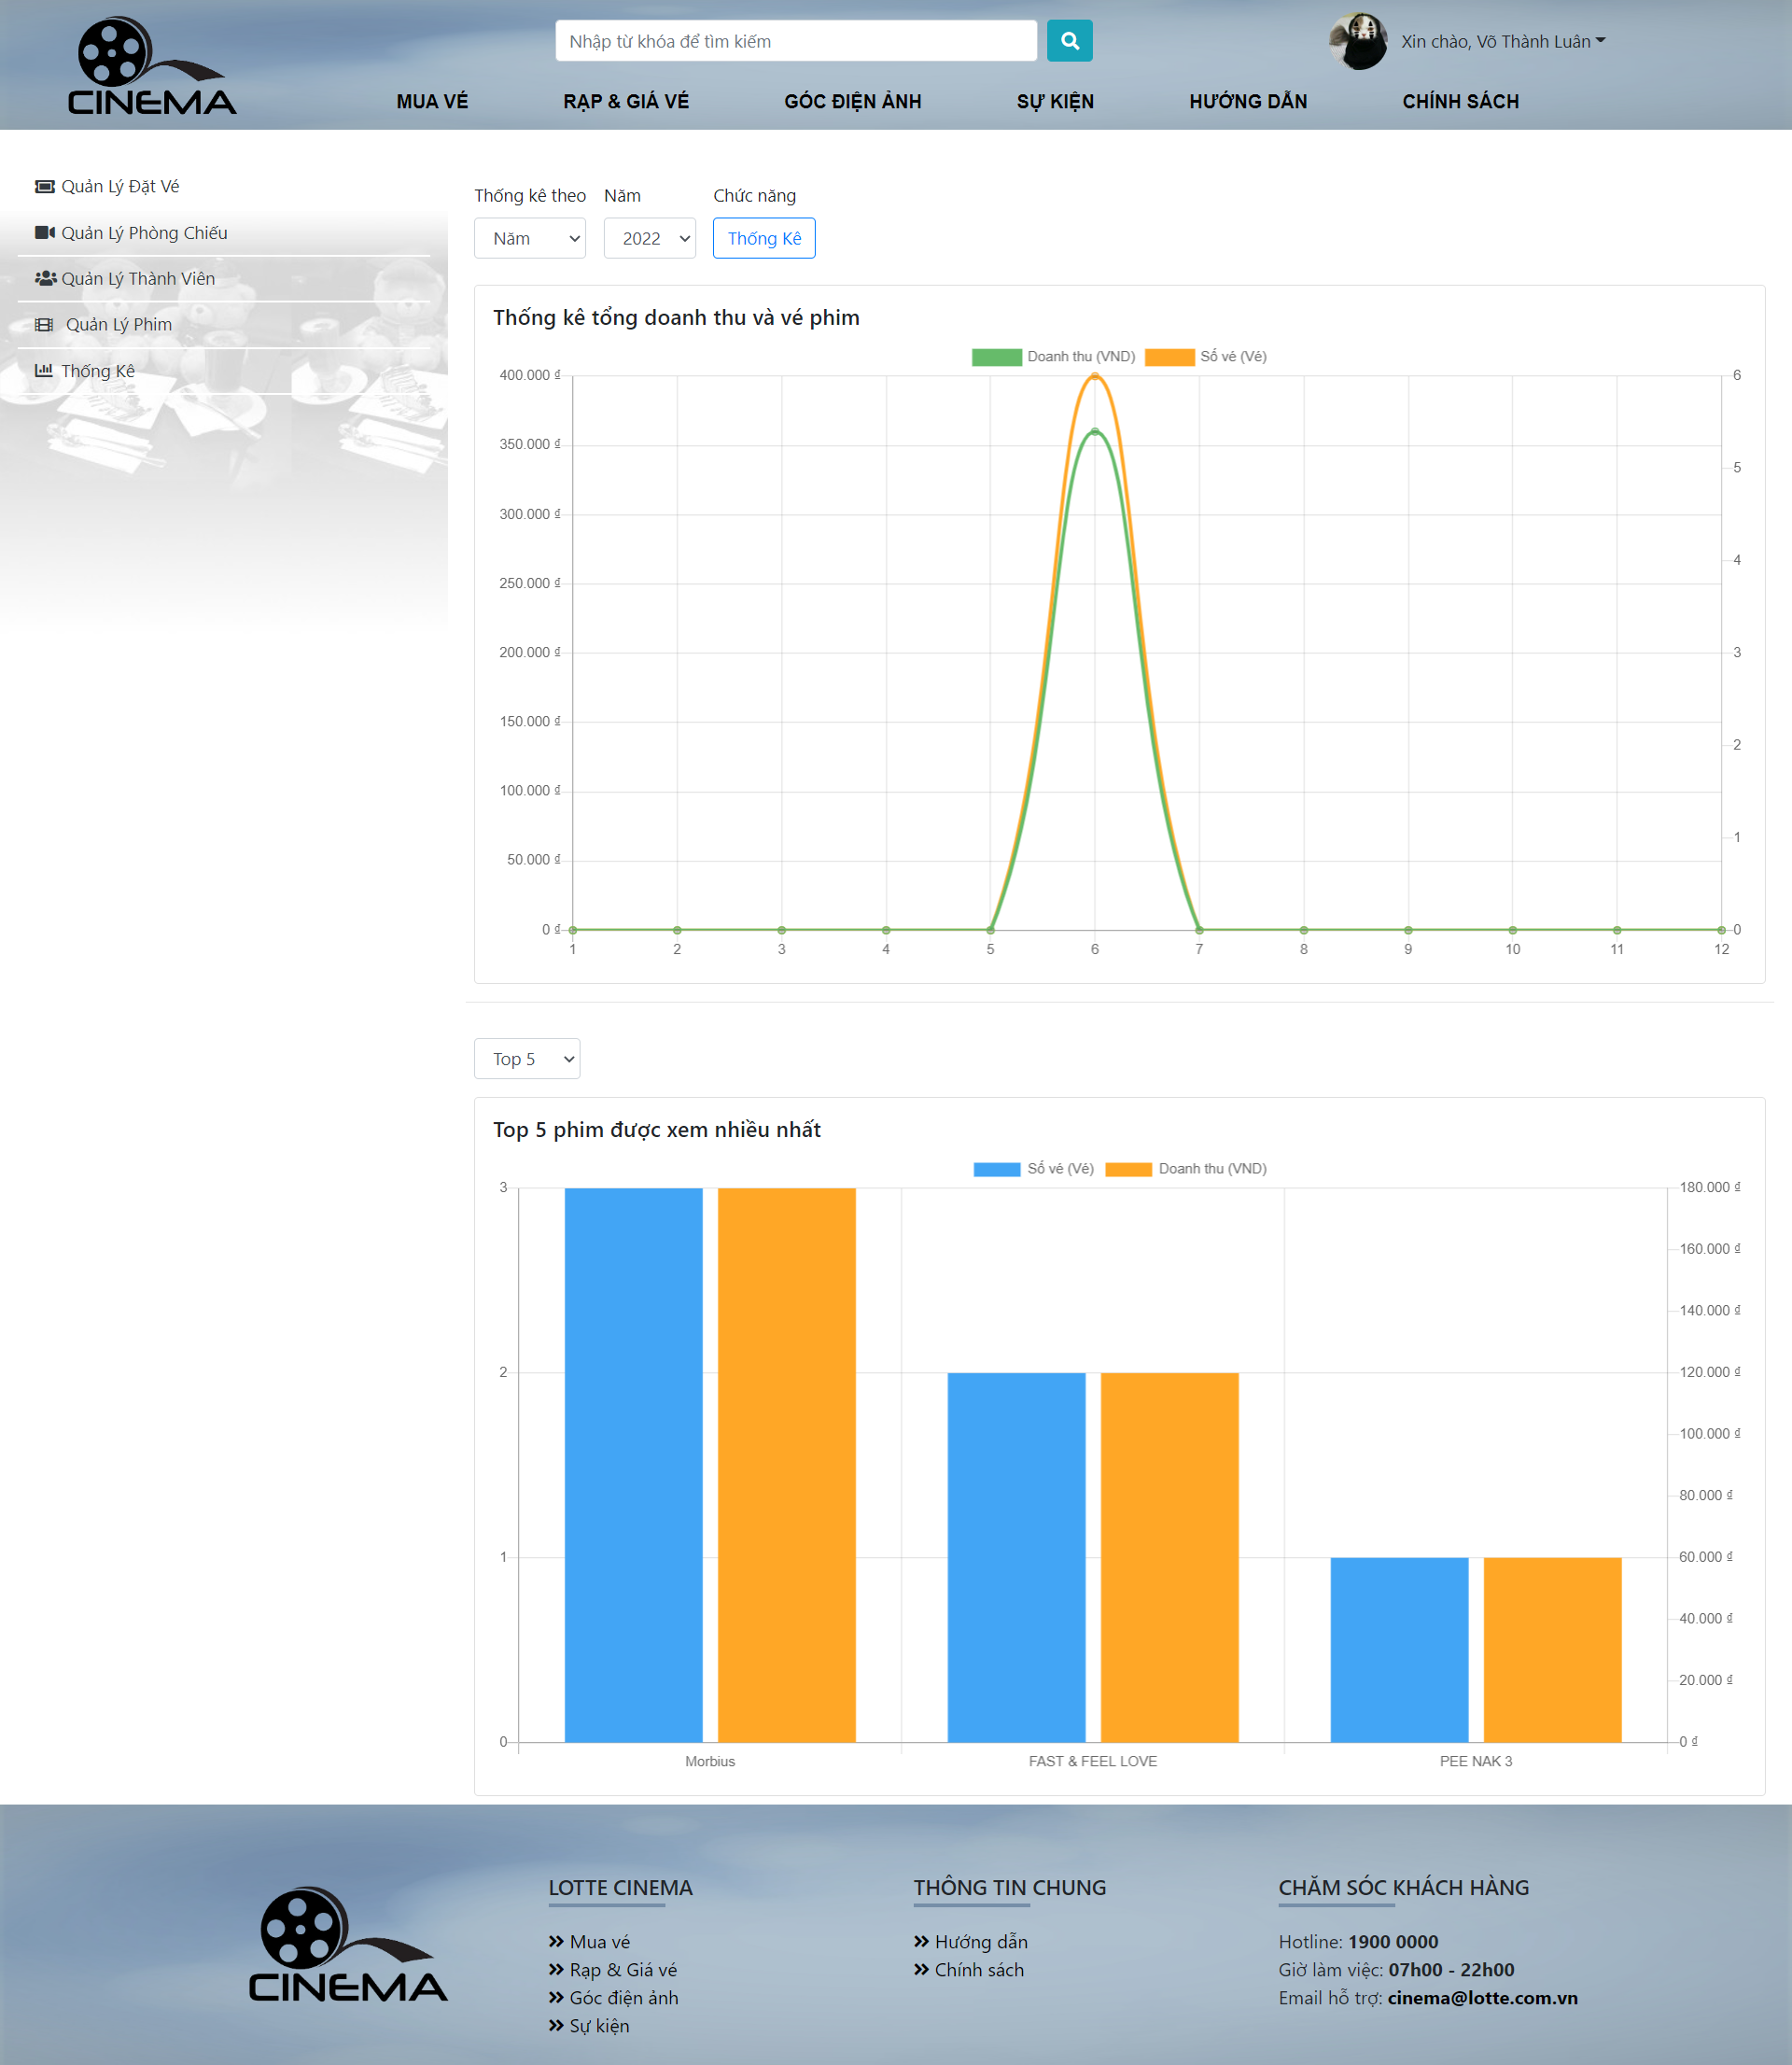 CINEMA
Nhập từ khóa để tìm kiếm
Xin chào, Võ Thành Luân
MUA VÉ RẠP & GIÁ VÉ GÓC ĐIỆN ẢNH SỰ KIỆN HƯỚNG DẪN CHÍNH SÁCH
Quản Lý Đặt Vé
Quản Lý Phòng Chiếu
Quản Lý Thành Viên
Quản Lý Phim
Thống Kê
Thống kê theo Năm Chức năng
Năm 2022 Thống Kê
Thống kê tổng doanh thu và vé phim
Doanh thu (VND) Số vé (Vé)
400.000 ₫ 6
350.000 ₫
5
300.000 ₫
4
250.000 ₫
200.000 ₫ 3
150.000 ₫
2
100.000 ₫
1
50.000 ₫
0 ₫ 0
1 2 3 4 5 6 7 8 9 10 11 12
Top 5
Top 5 phim được xem nhiều nhất
Số vé (Vé) Doanh thu (VND)
3 180.000 ₫
160.000 ₫
140.000 ₫
2 120.000 ₫
100.000 ₫
80.000 ₫
1 60.000 ₫
40.000 ₫
20.000 ₫
0 0 ₫
Morbius FAST & FEEL LOVE PEE NAK 3
CINEMA
LOTTE CINEMA
Mua vé
Rạp & Giá vé
Góc điện ảnh
Sự kiện
THÔNG TIN CHUNG
Hướng dẫn
Chính sách
CHĂM SÓC KHÁCH HÀNG
Hotline: 1900 0000
Giờ làm việc: 07h00 - 22h00
Email hỗ trợ: cinema@lotte.com.vn